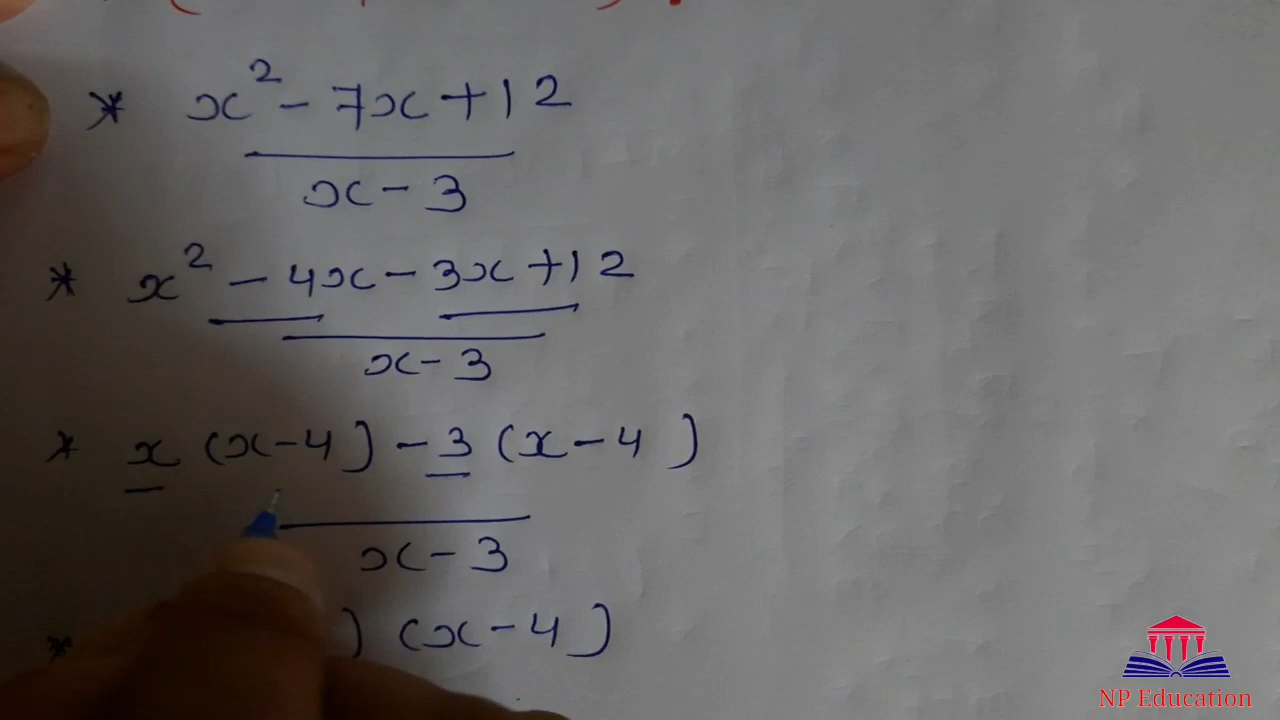 * x² - 7x + 12
x - 3
* x² - 4x - 3x + 12
x - 3
* x (x - 4) - 3 (x - 4)
x - 3
* ) (x - 4)
NP Education